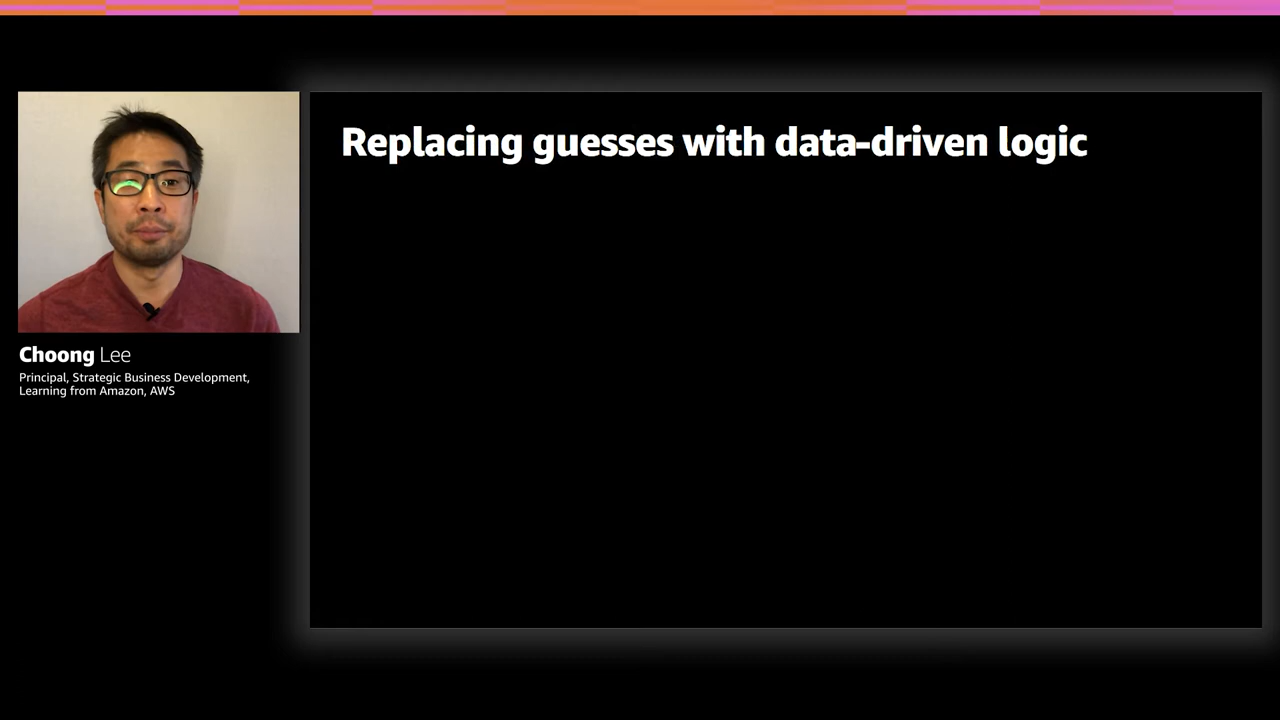 Replacing guesses with data-driven logic
Choong Lee
Principal, Strategic Business Development,
Learning from Amazon, AWS